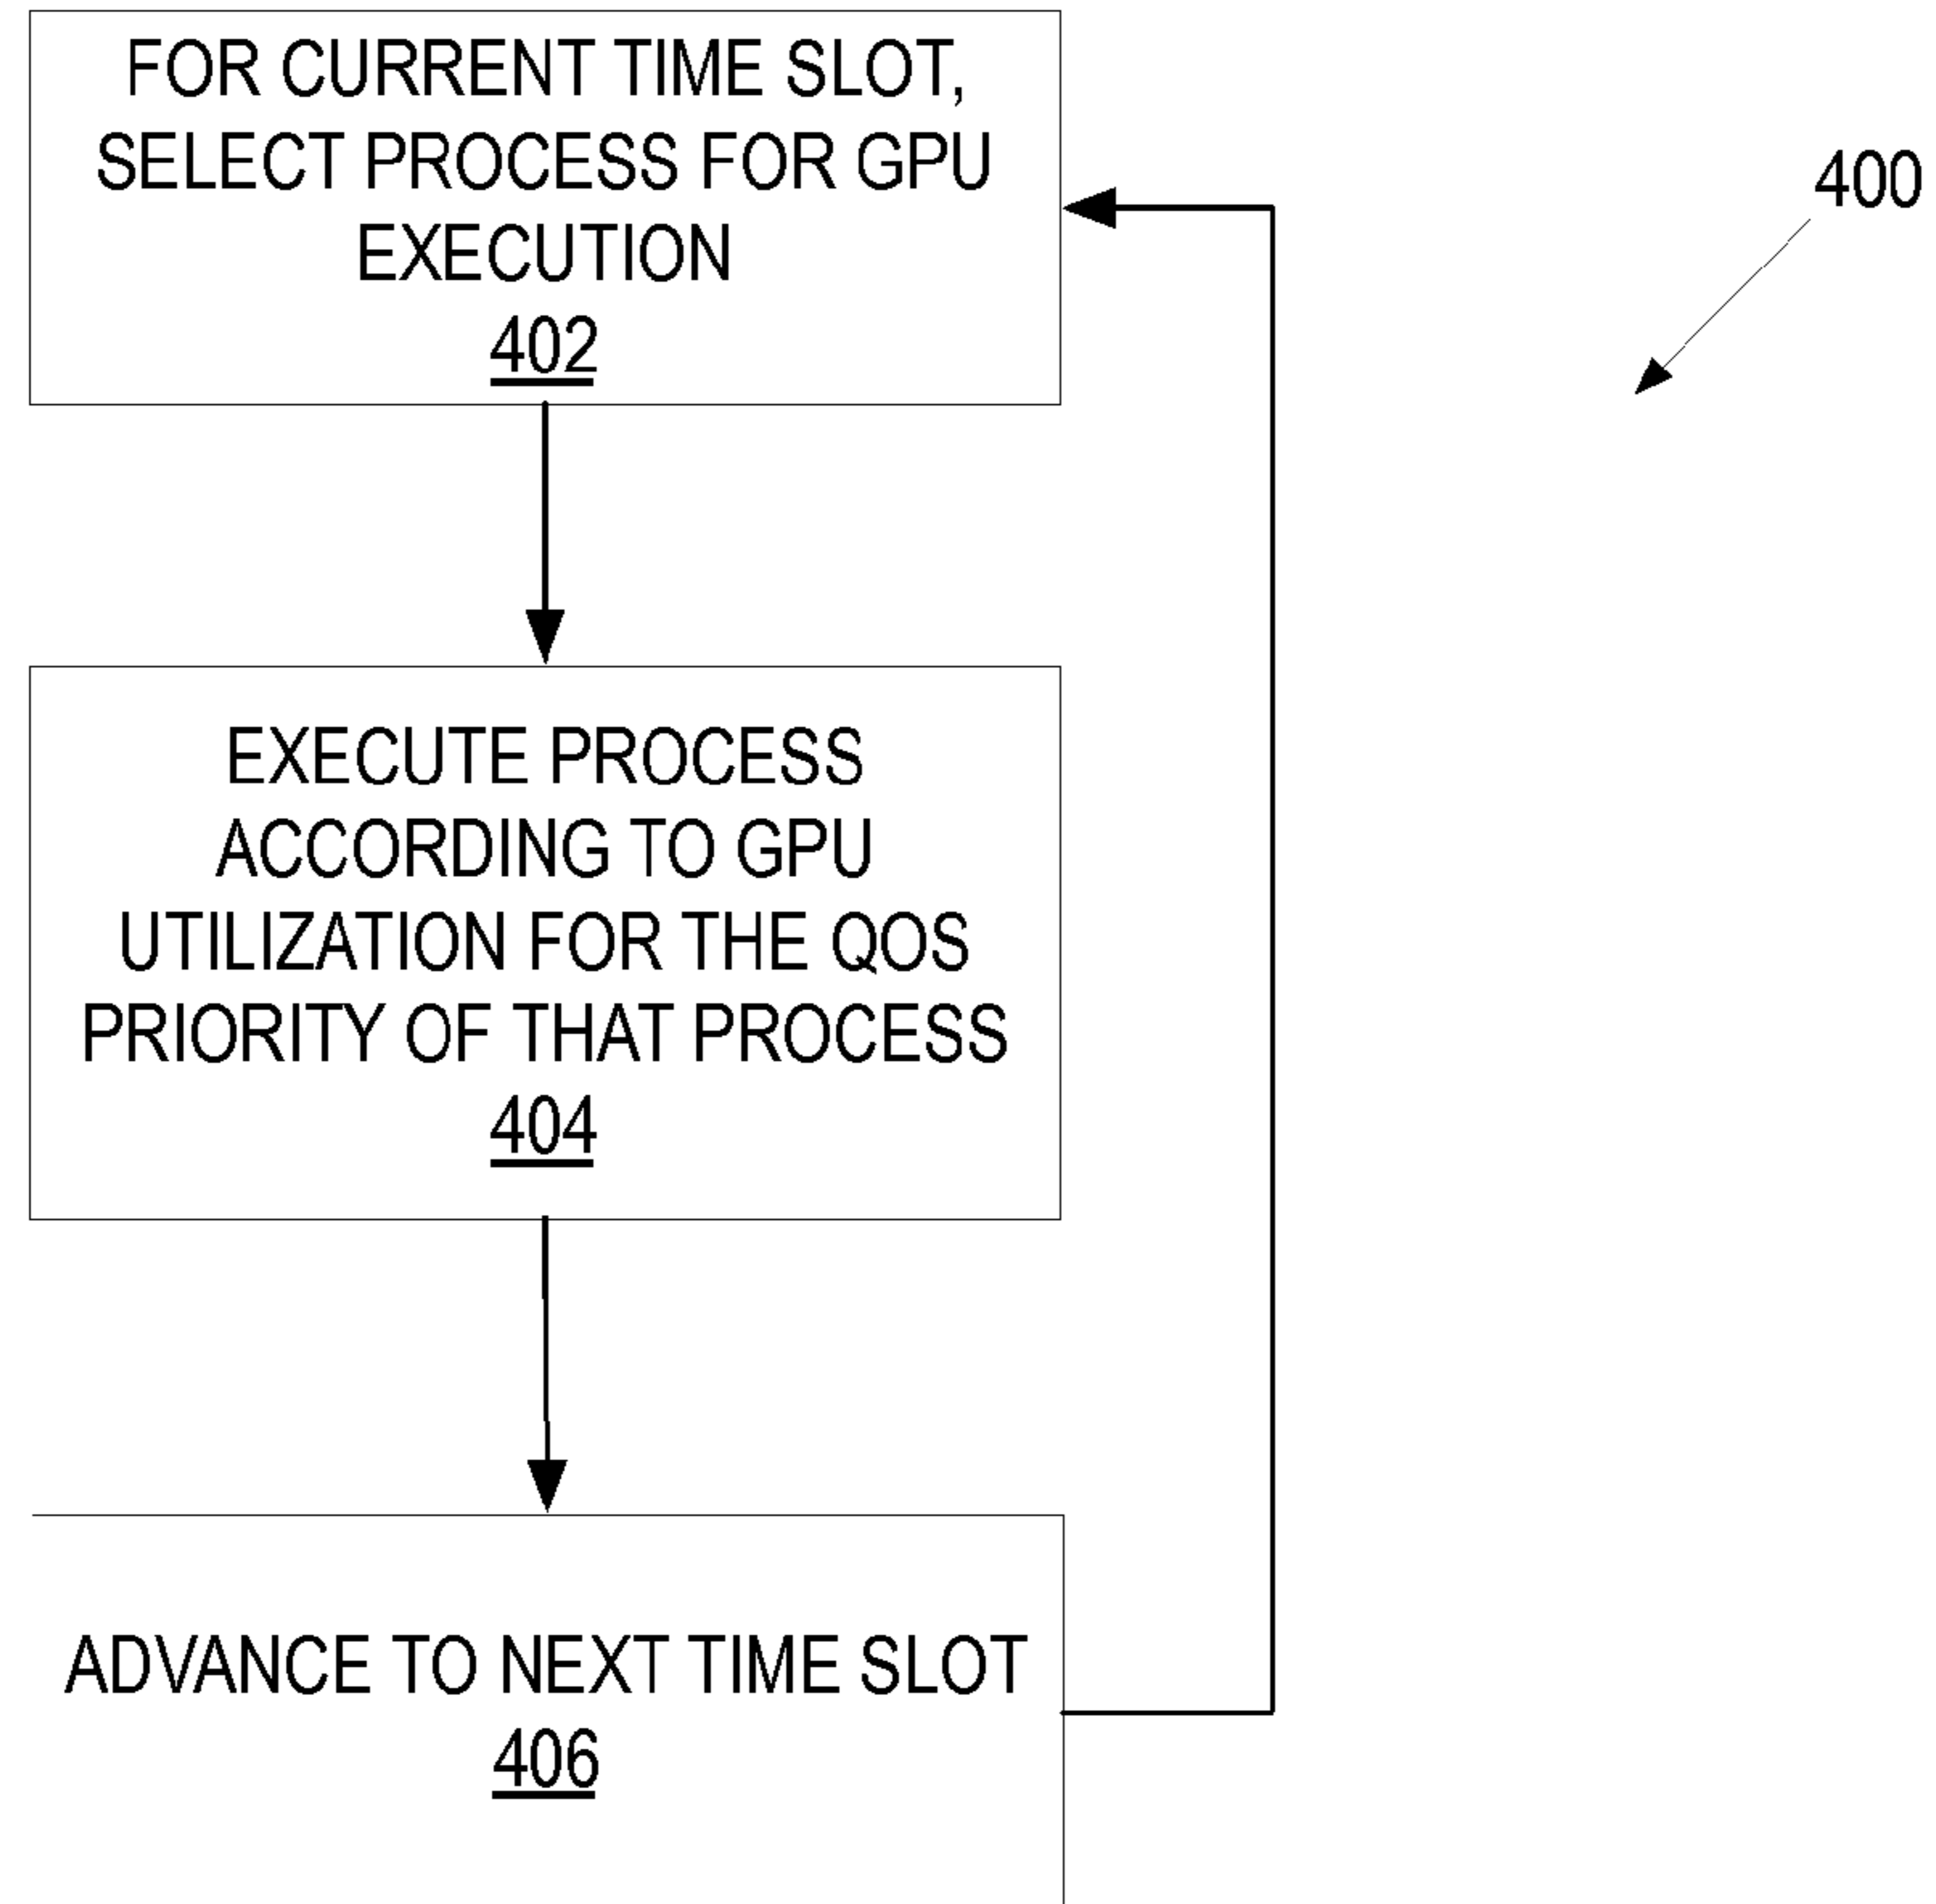 FOR CURRENT TIME SLOT,
SELECT PROCESS FOR GPU
EXECUTION
402
400
EXECUTE PROCESS
ACCORDING TO GPU
UTILIZATION FOR THE QOS
PRIORITY OF THAT PROCESS
404
ADVANCE TO NEXT TIME SLOT
406